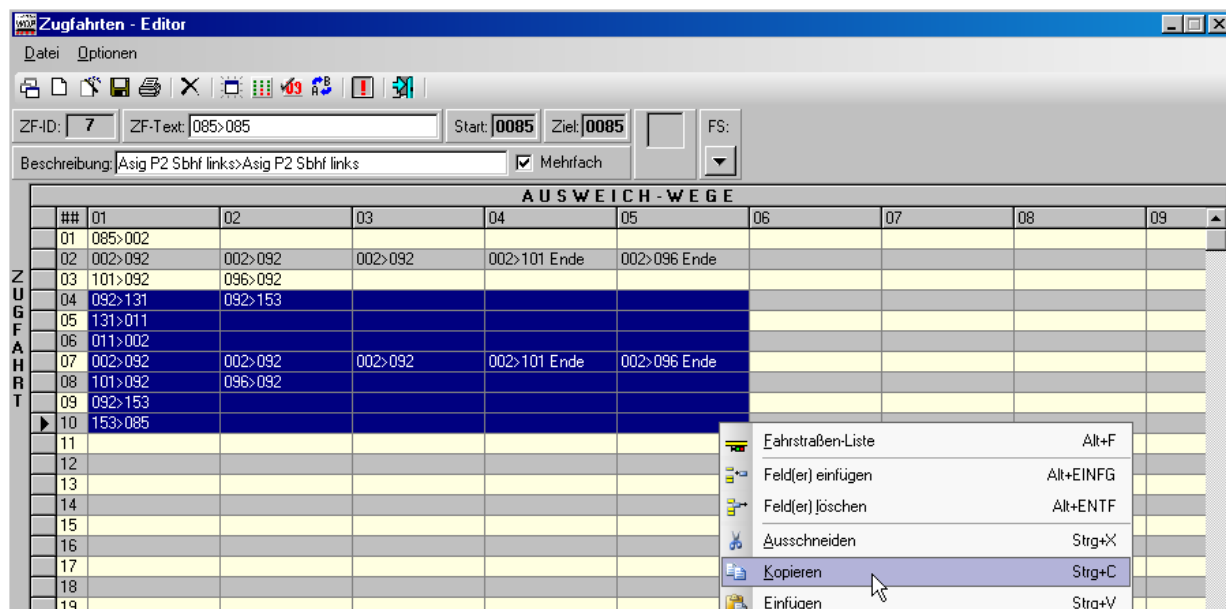 Zugfahrten - Editor
Datei Optionen
ZF-ID: 7 ZF-Text: 085>085 Start: 0085 Ziel: 0085 FS:
Beschreibung: Asig P2 Sbhf links>Asig P2 Sbhf links Mehrfach
AUSWEICH-WEGE
ZUGFAHRT
## 01 02 03 04 05 06 07 08 09
01 085>002
02 002>092 002>092 002>092 002>101 Ende 002>096 Ende
03 101>092 096>092
04 092>131 092>153
05 131>011
06 011>002
07 002>092 002>092 002>092 002>101 Ende 002>096 Ende
08 101>092 096>092
09 092>153
10 153>085
11
12
13
14
15
16
17
18
19
Fahrstraßen-Liste Alt+F
Feld(er) einfügen Alt+EINFG
Feld(er) löschen Alt+ENTF
Ausschneiden Strg+X
Kopieren Strg+C
Einfügen Strg+V